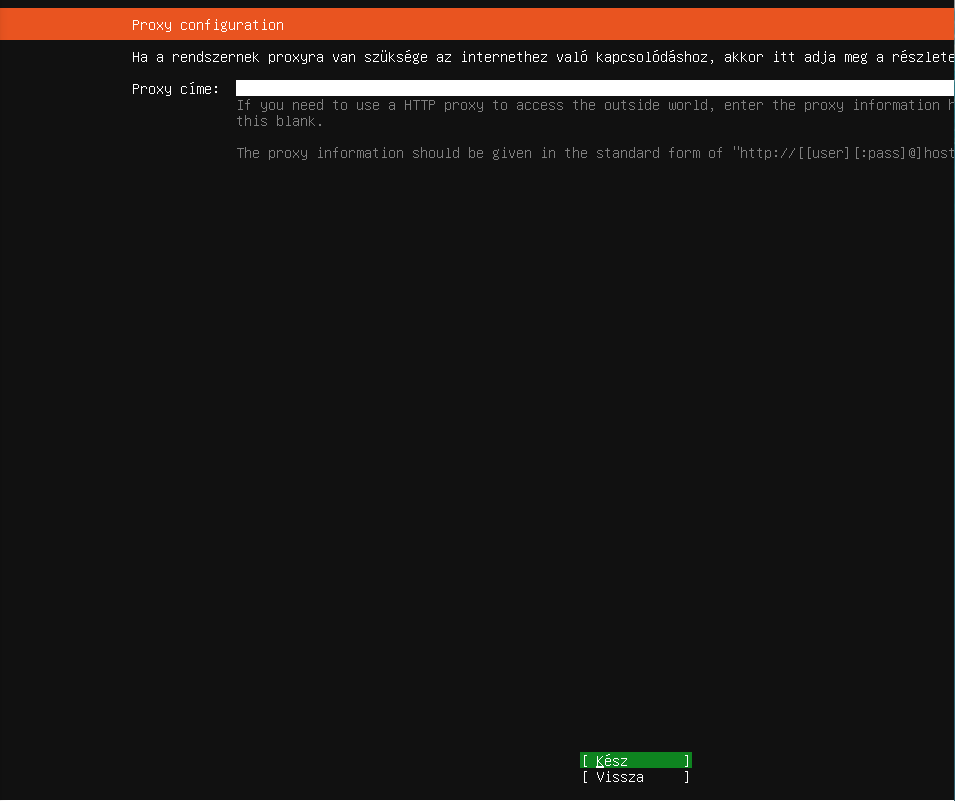 Proxy configuration
Ha a rendszernek proxyra van szüksége az internethez való kapcsolódáshoz, akkor itt adja meg a részlete
Proxy címe:
If you need to use a HTTP proxy to access the outside world, enter the proxy information h
this blank.
The proxy information should be given in the standard form of "http://[[user][:pass]@]host
[ Kész ]
[ Vissza ]